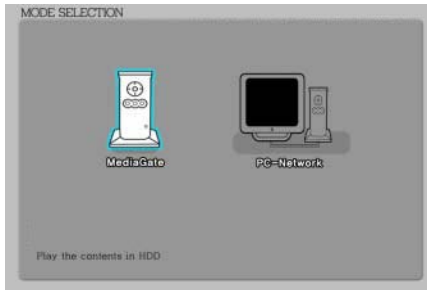 MODE SELECTION
MediaGate
PC-Network
Play the contents in HDD